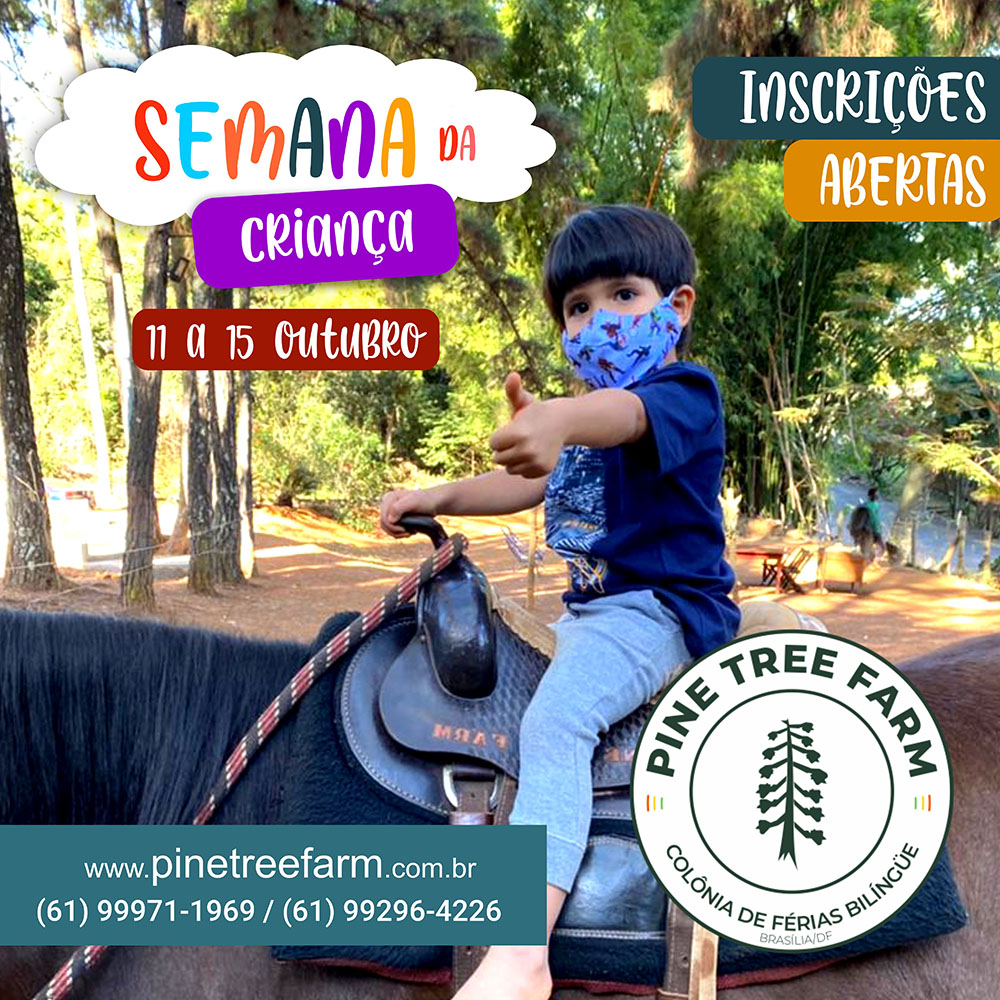 SEMANA DA
CRIANÇA
11 A 15 OUTUBRO
INSCRIÇÕES
ABERTAS
FARM
PINE TREE FARM
COLÔNIA DE FÉRIAS BILÍNGÜE
BRASÍLIA/DF
www.pinetreefarm.com.br
(61) 99971-1969 / (61) 99296-4226